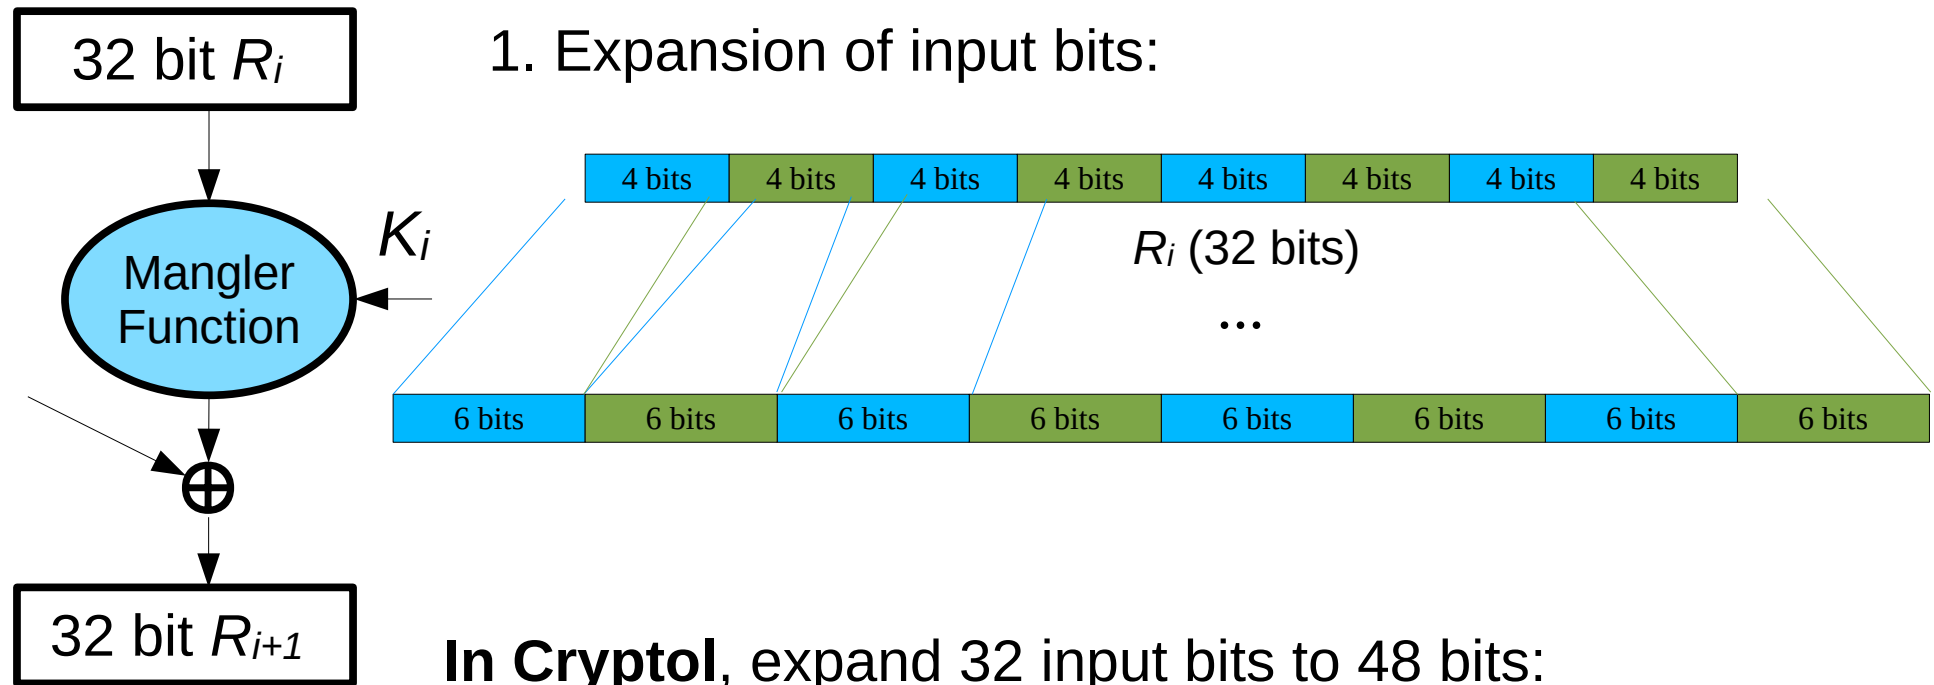 32 bit Ri
1. Expansion of input bits:
4 bits 4 bits 4 bits 4 bits 4 bits 4 bits 4 bits 4 bits
Ki
Ri (32 bits)
Mangler
Function
...
6 bits 6 bits 6 bits 6 bits 6 bits 6 bits 6 bits 6 bits
⊕
32 bit Ri+1
In Cryptol, expand 32 input bits to 48 bits: